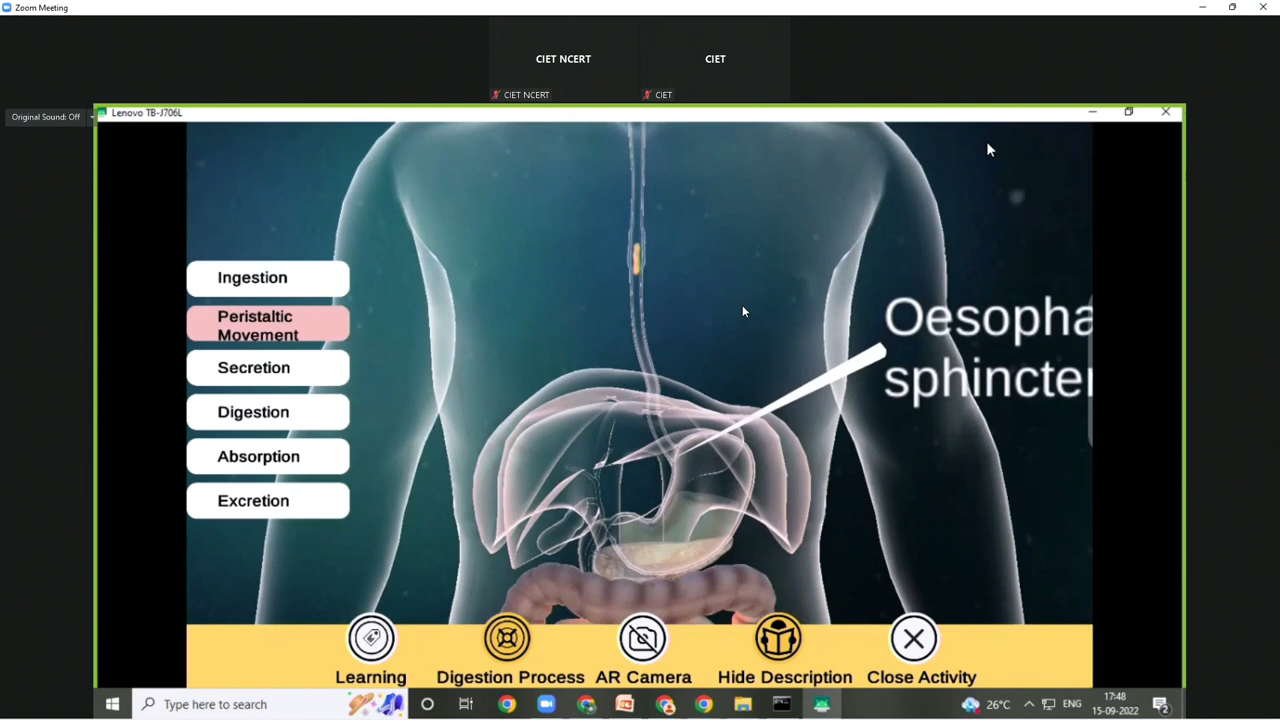 Zoom Meeting
CIET NCERT
CIET
CIET NCERT
CIET
Original Sound: Off
Lenovo TB-J706L
Ingestion
Peristaltic
Movement
Secretion
Digestion
Absorption
Excretion
Oesopha
sphincter
Learning
Digestion Process
AR Camera
Hide Description
Close Activity
Type here to search
26°C
ENG
17:48
15-09-2022
2